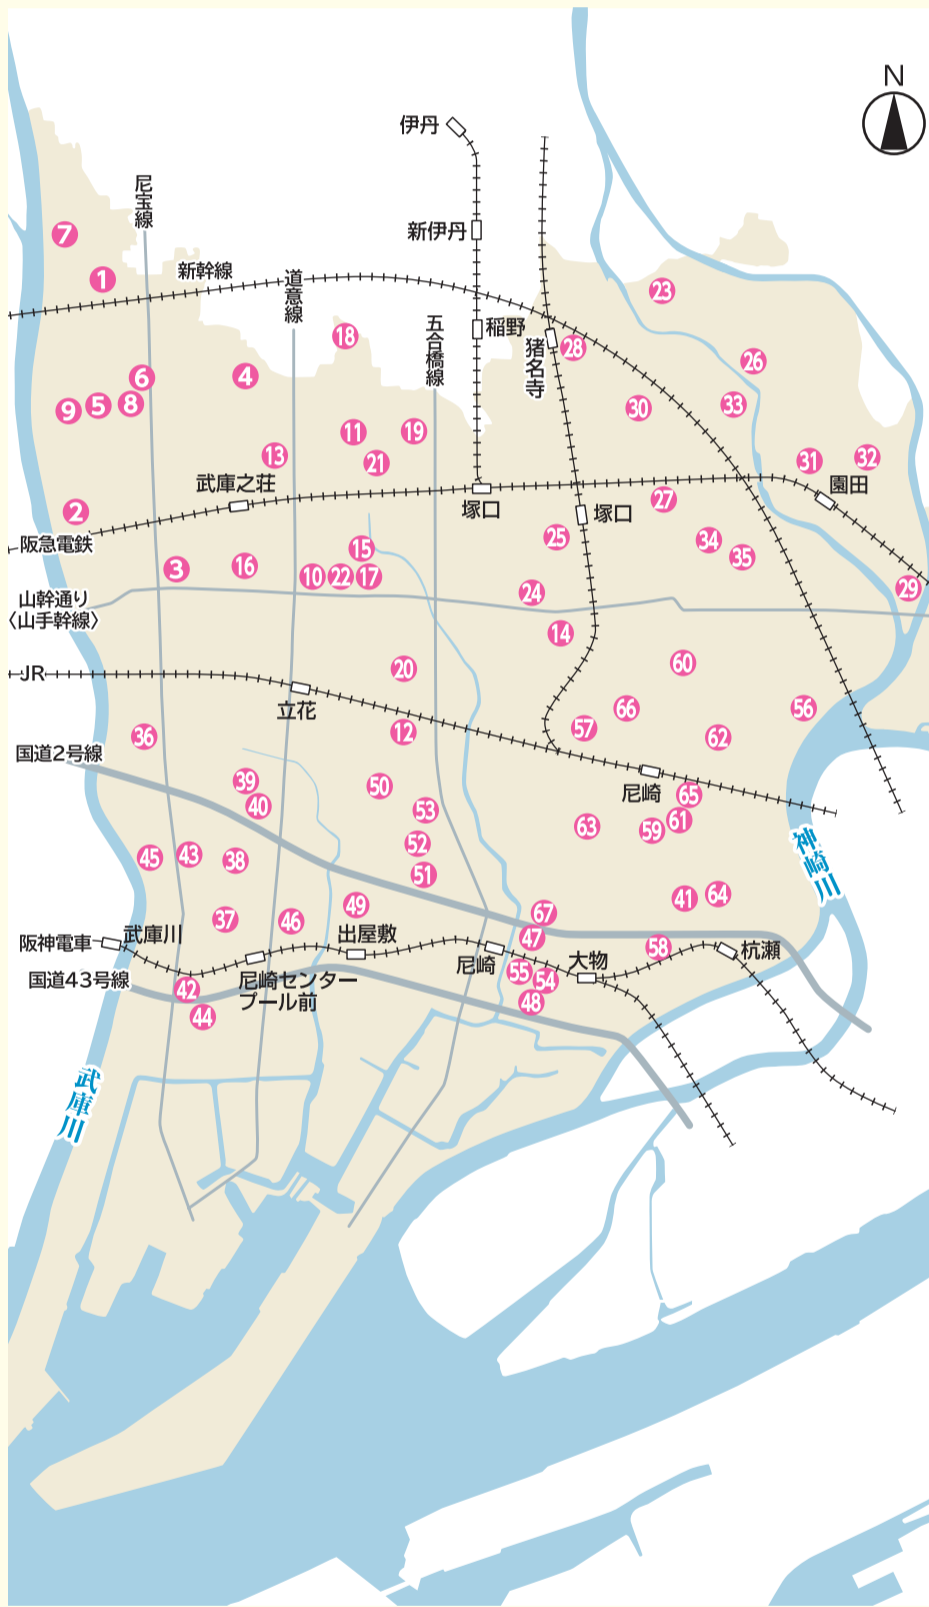 N
伊丹
尼宝線
新伊丹
7
新幹線
道意線
1
23
五合橋線
稲野
18
猪名寺
28
26
6
4
9
5
8
30
33
11
19
13
21
31
32
武庫之荘
園田
2
塚口
塚口
27
阪急電鉄
25
34
15
35
3
16
10
22
17
24
29
山幹通り
〈山手幹線〉
14
JR
20
60
立花
66
56
36
12
57
62
国道2号線
39
50
尼崎
65
40
53
63
59
61
神崎川
45
43
38
52
51
41
64
37
46
49
67
阪神電車
武庫川
出屋敷
47
尼崎
58
杭瀬
国道43号線
尼崎センター
プール前
55
54
大物
42
48
44
武庫川